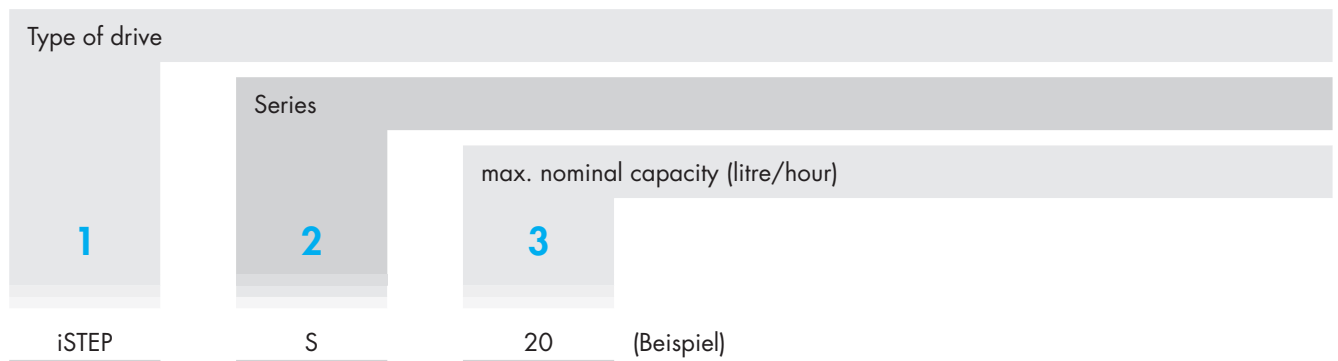 Type of drive
Series
max. nominal capacity (litre/hour)
1 2 3
iSTEP S 20 (Beispiel)